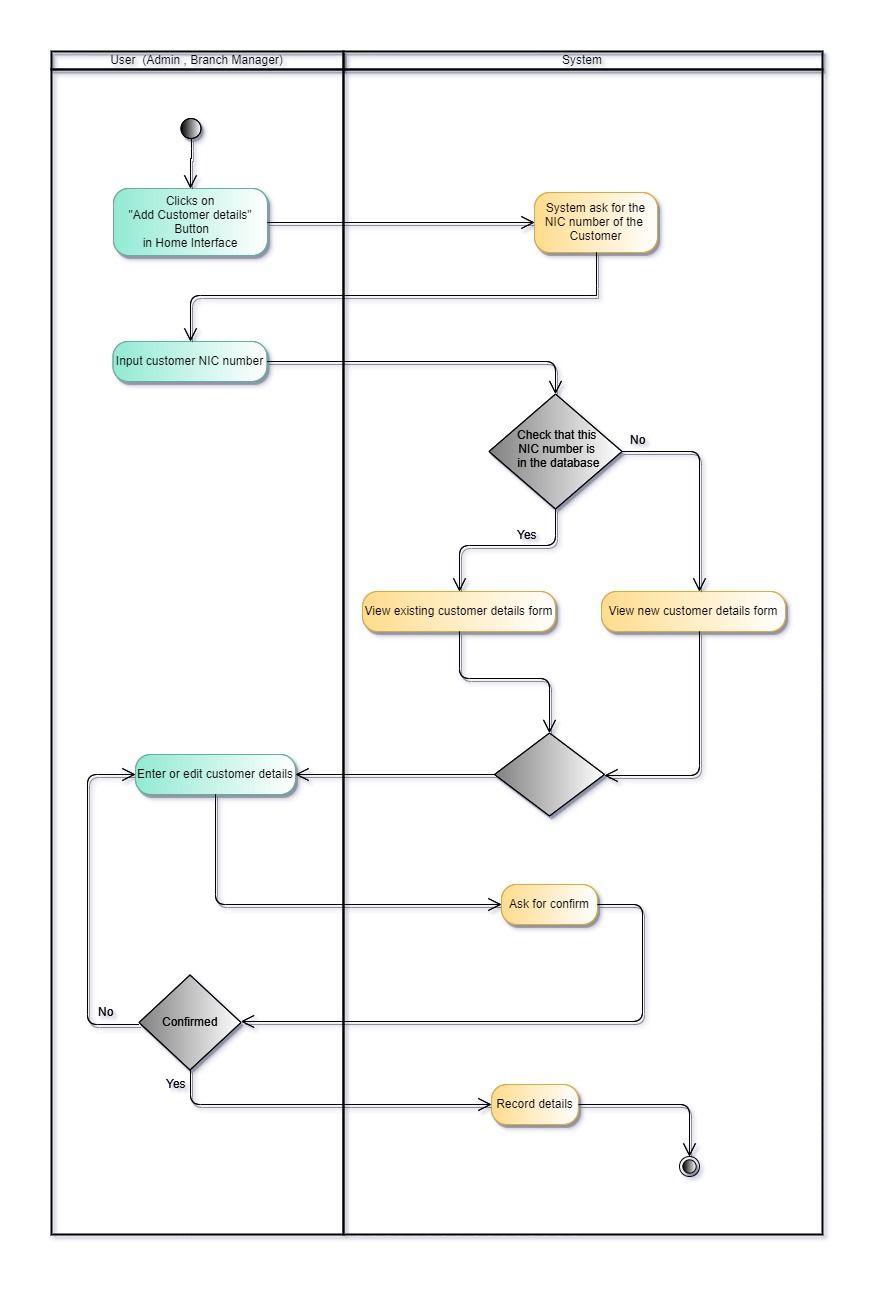 User  (Admin , Branch Manager)
System
Clicks on
"Add Customer details"
Button
in Home Interface
System ask for the
NIC number of the
Customer
Input customer NIC number
Check that this
NIC number is
in the database
No
Yes
View existing customer details form
View new customer details form
Enter or edit customer details
Ask for confirm
No
Confirmed
Yes
Record details